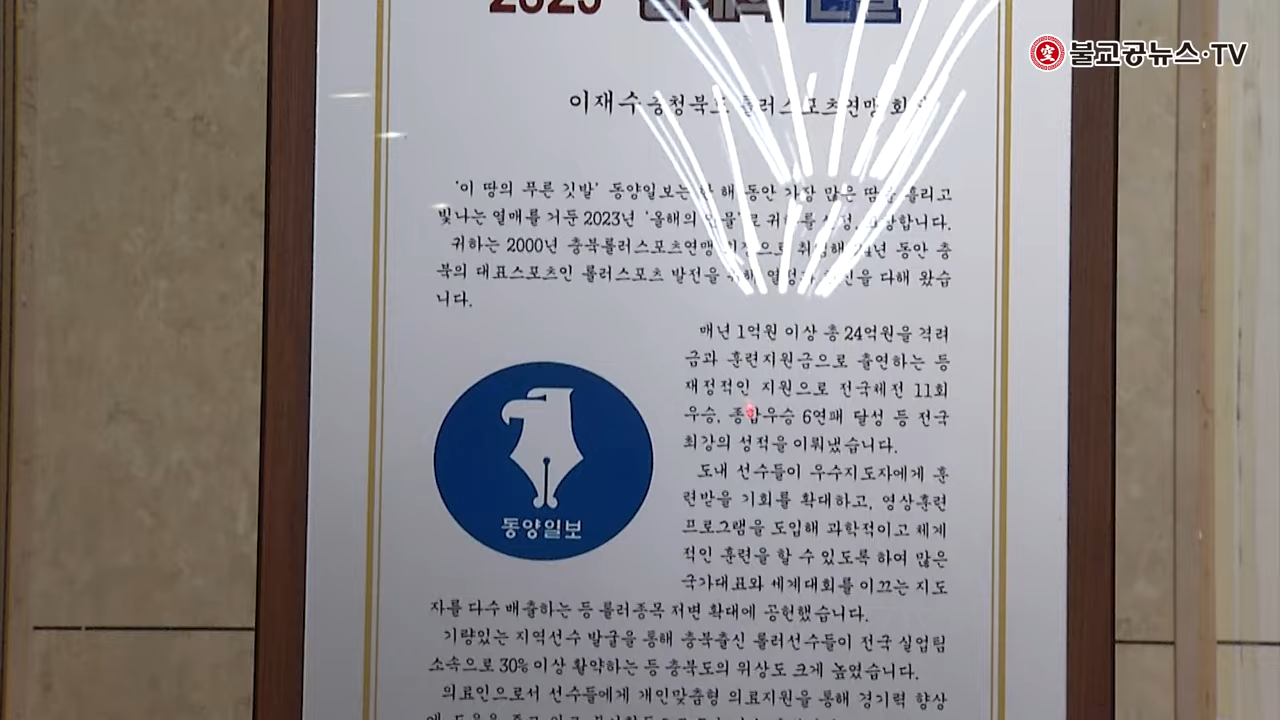 2023
불교공뉴스·TV
이재수 충청북도 롤러스포츠연맹 회
'이 땅의 푸른 깃발' 동양일보는 한 해 동안 가장 많은 땀을 흘리고
빛나는 열매를 거둔 2023년 '올해의 인물'로 귀하를 선정, 표창합니다.
귀하는 2000년 충북롤러스포츠연맹 회장으로 취임해 24년 동안 충
북의 대표스포츠인 롤러스포츠 발전을 위해 열정과 헌신을 다해 왔습
니다.
매년 1억원 이상 총 24억원을 격려
금과 훈련지원금으로 출연하는 등
재정적인 지원으로 전국체전 11회
우승, 종합우승 6연패 달성 등 전국
최강의 성적을 이뤄냈습니다.
도내 선수들이 우수지도자에게 훈
련받을 기회를 확대하고, 영상훈련
프로그램을 도입해 과학적이고 체계
적인 훈련을 할 수 있도록 하여 많은
국가대표와 세계대회를 이끄는 지도
동양일보
자를 다수 배출하는 등 롤러종목 저변 확대에 공헌했습니다.
기량있는 지역선수 발굴을 통해 충북출신 롤러선수들이 전국 실업팀
소속으로 30% 이상 활약하는 등 충북도의 위상도 크게 높였습니다.
의료인으로서 선수들에게 개인맞춤형 의료지원을 통해 경기력 향상